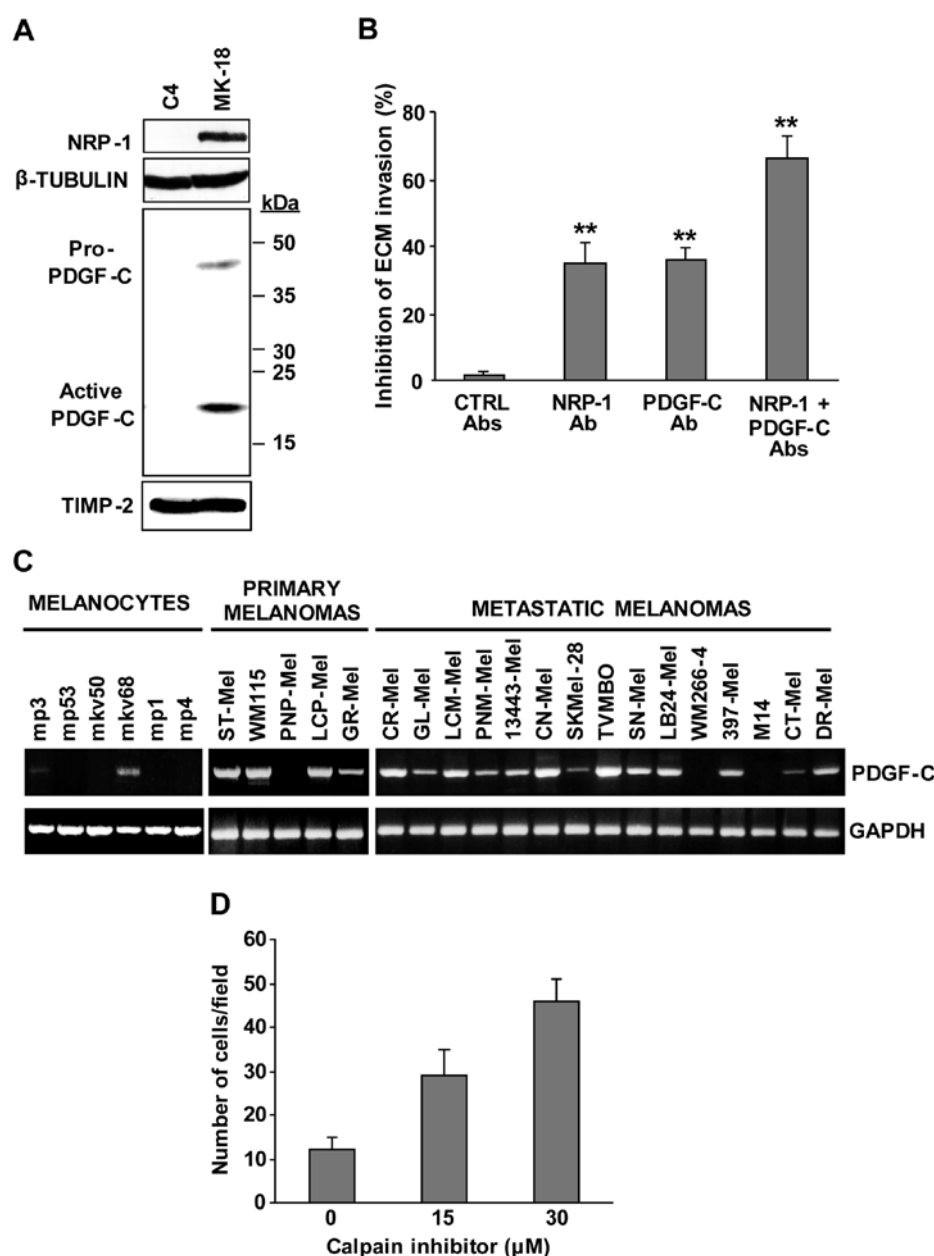 A
C4
MK-18
NRP-1
β-TUBULIN
kDa
Pro-
PDGF-C
50
35
30
25
Active
PDGF-C
15
TIMP-2
B
Inhibition of ECM invasion (%)
80
60
40
20
0
**
**
**
CTRL
Abs
NRP-1
Ab
PDGF-C
Ab
NRP-1 +
PDGF-C
Abs
C
MELANOCYTES
PRIMARY
MELANOMAS
METASTATIC MELANOMAS
mp3
mp53
mkv50
mkv68
mp1
mp4
ST-Mel
WM115
PNP-Mel
LCP-Mel
GR-Mel
CR-Mel
GL-Mel
LCM-Mel
PNM-Mel
13443-Mel
CN-Mel
SKMel-28
TVMBO
SN-Mel
LB24-Mel
WM266-4
397-Mel
M14
CT-Mel
DR-Mel
PDGF-C
GAPDH
D
Number of cells/field
60
50
40
30
20
10
0
0 15 30
Calpain inhibitor (µM)